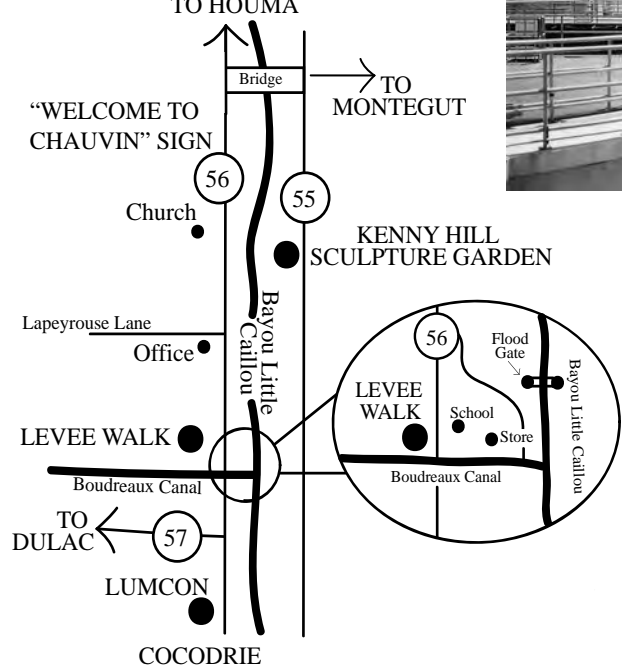 TO HOUMA
Bridge
TO
MONTEGUT
“WELCOME TO
CHAUVIN” SIGN
56
55
Church
KENNY HILL
SCULPTURE GARDEN
Bayou Little
Caillou
Lapeyrouse Lane
Office
LEVEE WALK
Boudreaux Canal
TO
DULAC
57
LUMCON
COCODRIE
56
Flood
Gate
LEVEE
WALK
School
Store
Bayou Little Caillou
Boudreaux Canal